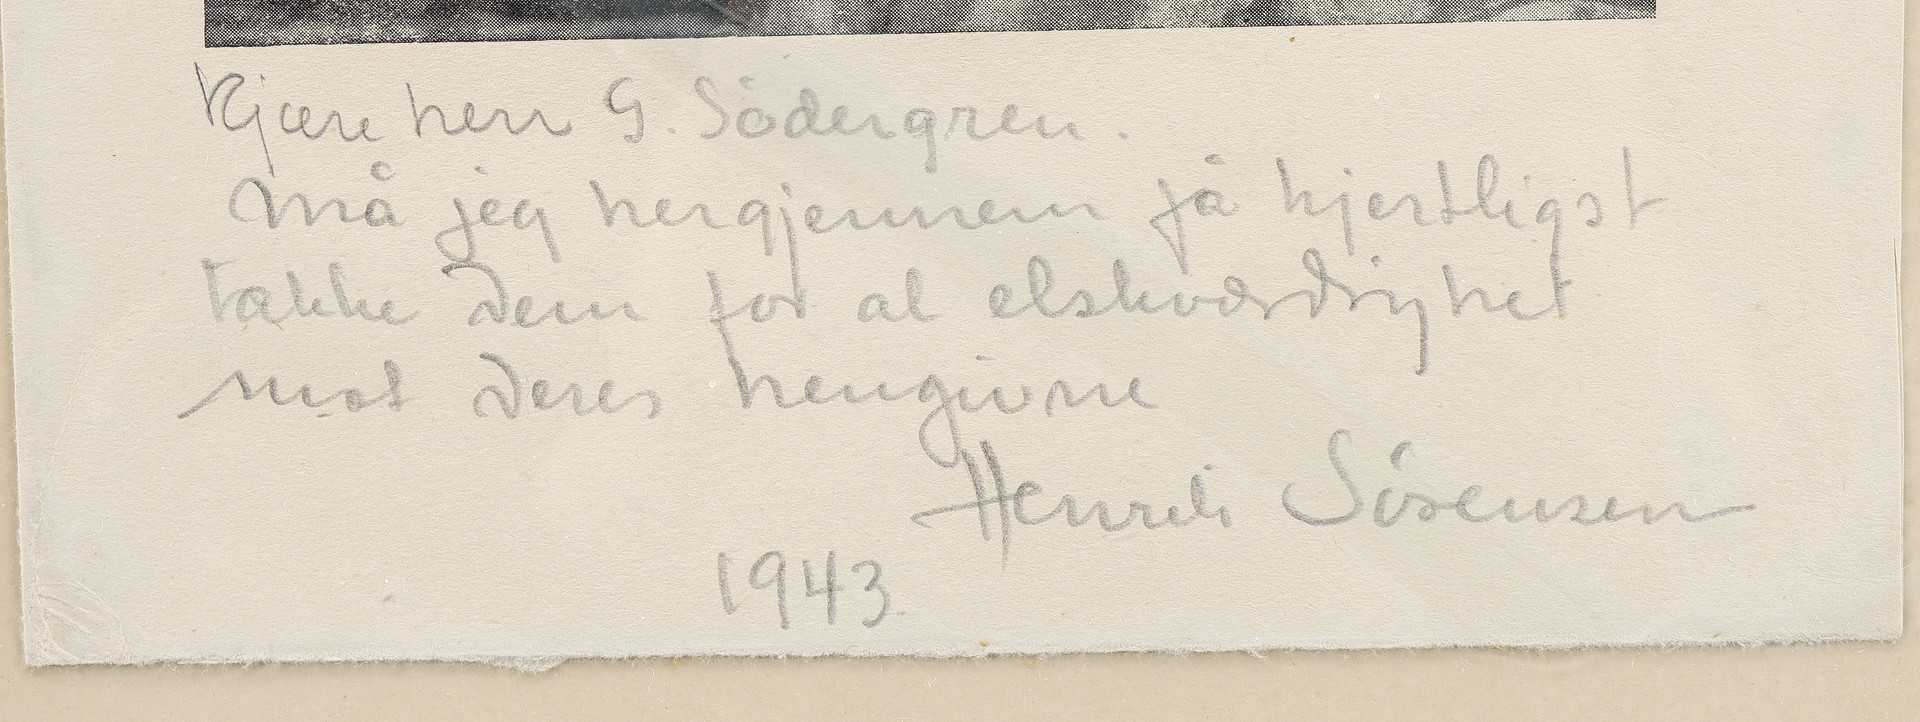 Kjære herr G. Södergren.
Må jeg hergjennem få hjertligst
takke Dem for al elskværdighet
mot Deres hengivne
Henrik Sörensen
1943.